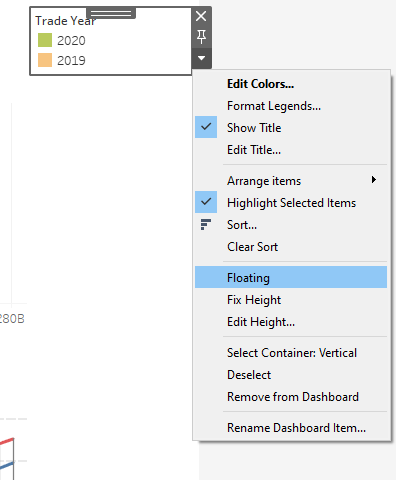 Trade Year
2020
2019
Edit Colors...
Format Legends...
Show Title
Edit Title...
Arrange items
Highlight Selected Items
Sort...
Clear Sort
Floating
Fix Height
280B
Edit Height...
Select Container: Vertical
Deselect
Remove from Dashboard
Rename Dashboard Item...